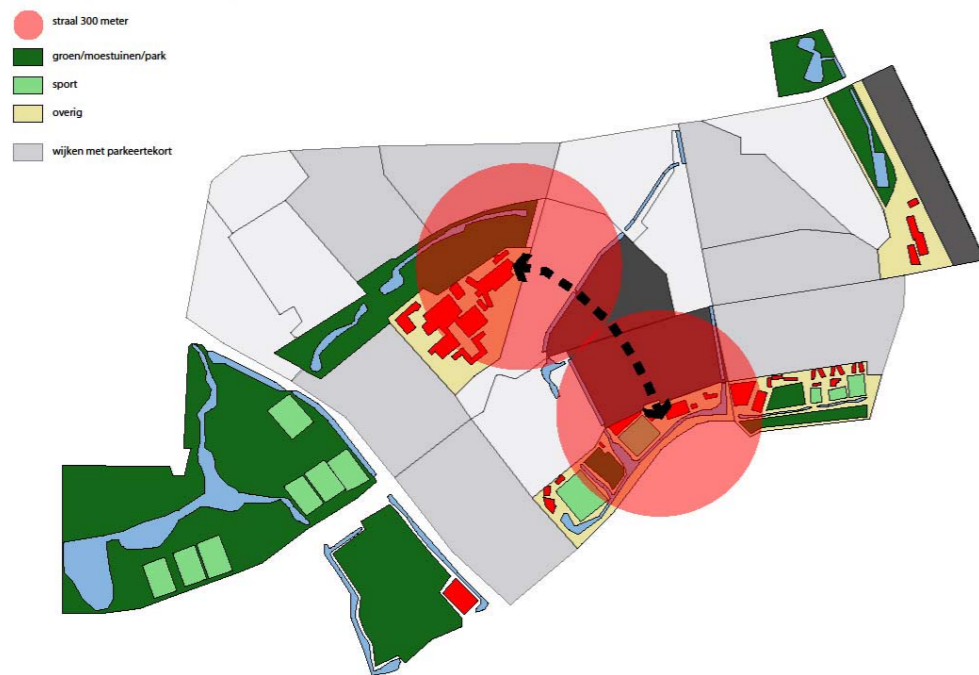 straal 300 meter
groen/moestuinen/park
sport
overig
wijken met parkeertekort